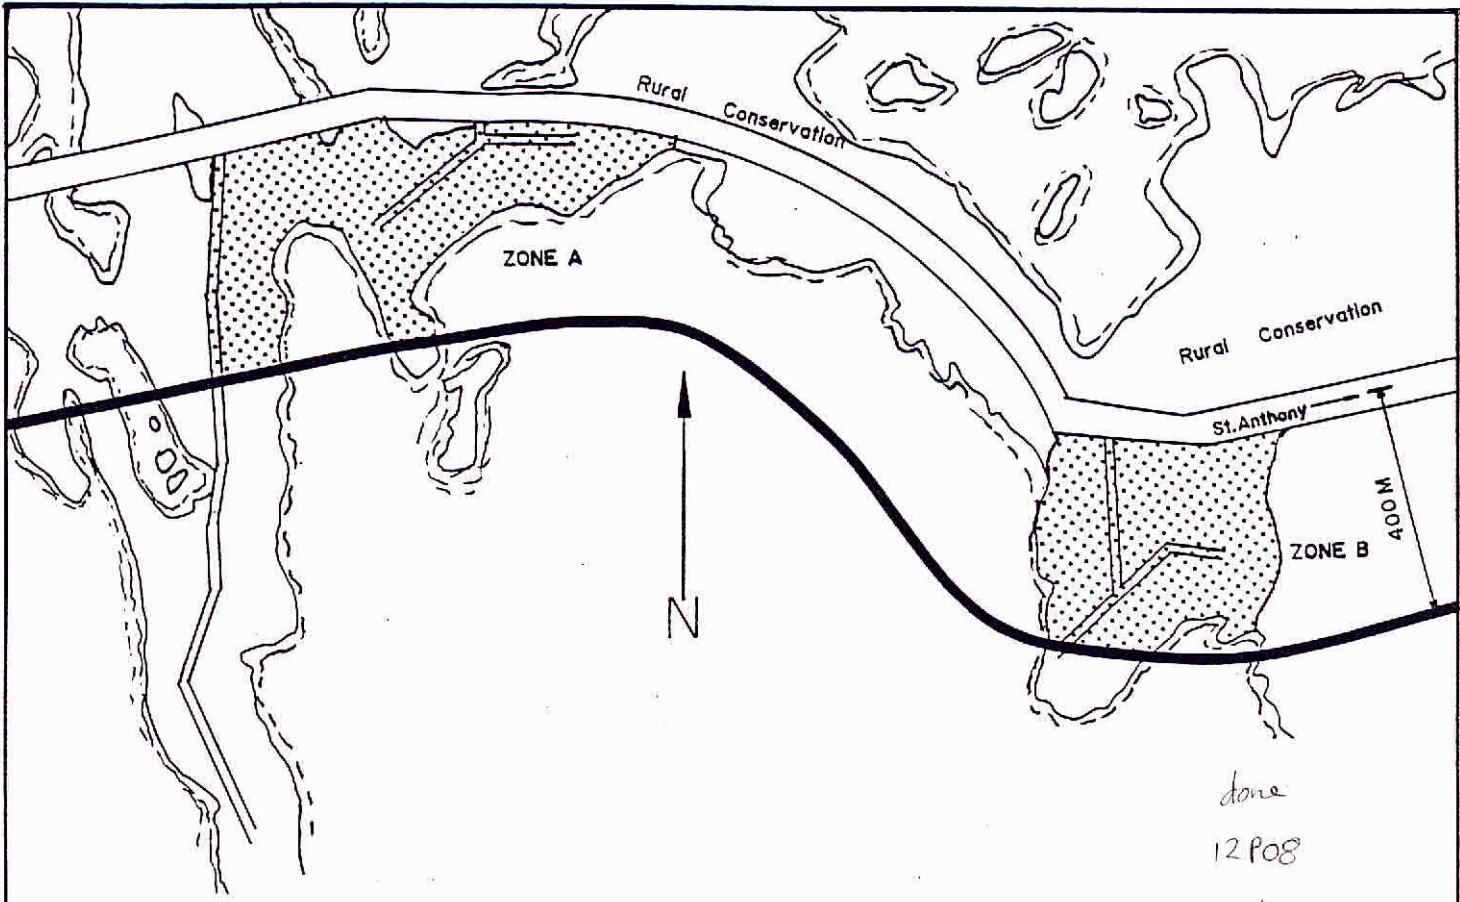 Rural Conservation
ZONE A
Rural Conservation
St. Anthony
400 M
ZONE B
N
done
12P08